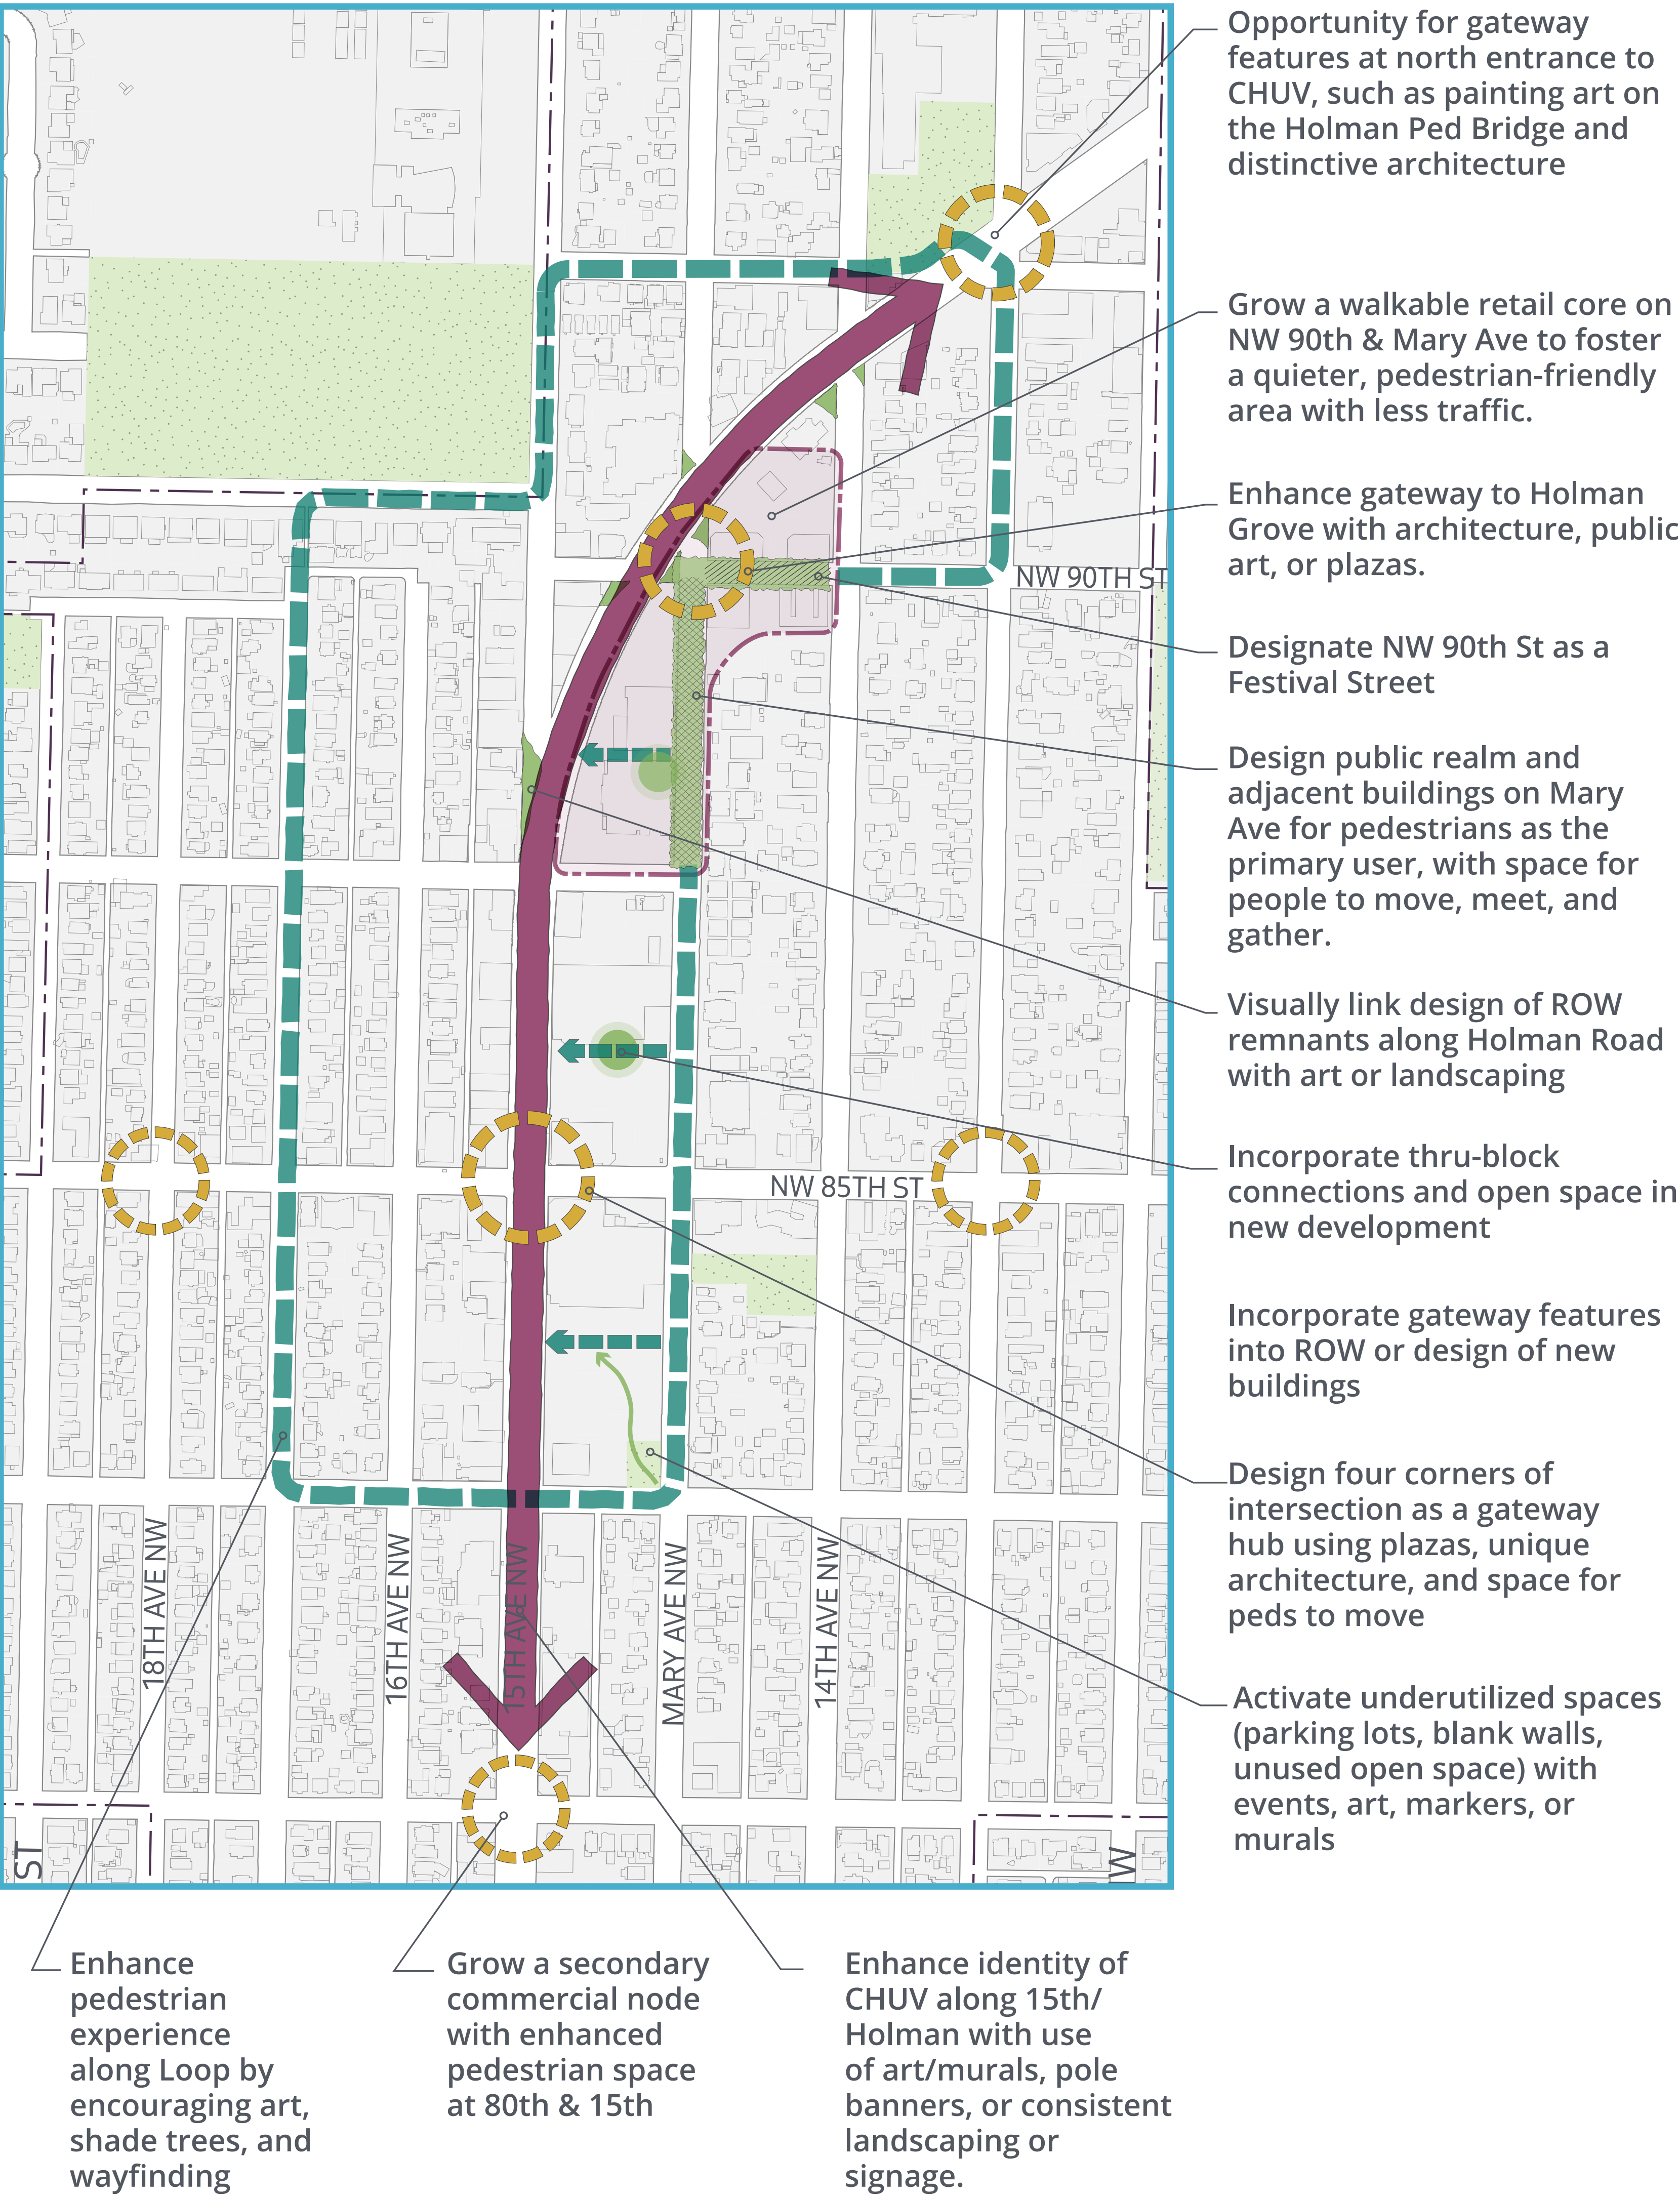 Opportunity for gateway
features at north entrance to
CHUV, such as painting art on
the Holman Ped Bridge and
distinctive architecture
Grow a walkable retail core on
NW 90th & Mary Ave to foster
a quieter, pedestrian-friendly
area with less traffic.
Enhance gateway to Holman
Grove with architecture, public
art, or plazas.
NW 90TH ST
Designate NW 90th St as a
Festival Street
Design public realm and
adjacent buildings on Mary
Ave for pedestrians as the
primary user, with space for
people to move, meet, and
gather.
Visually link design of ROW
remnants along Holman Road
with art or landscaping
Incorporate thru-block
connections and open space in
new development
NW 85TH ST
Incorporate gateway features
into ROW or design of new
buildings
Design four corners of
intersection as a gateway
hub using plazas, unique
architecture, and space for
peds to move
18TH AVE NW
16TH AVE NW
15TH AVE NW
MARY AVE NW
14TH AVE NW
Activate underutilized spaces
(parking lots, blank walls,
unused open space) with
events, art, markers, or
murals
ST
W
Enhance
pedestrian
experience
along Loop by
encouraging art,
shade trees, and
wayfinding
Grow a secondary
commercial node
with enhanced
pedestrian space
at 80th & 15th
Enhance identity of
CHUV along 15th/
Holman with use
of art/murals, pole
banners, or consistent
landscaping or
signage.